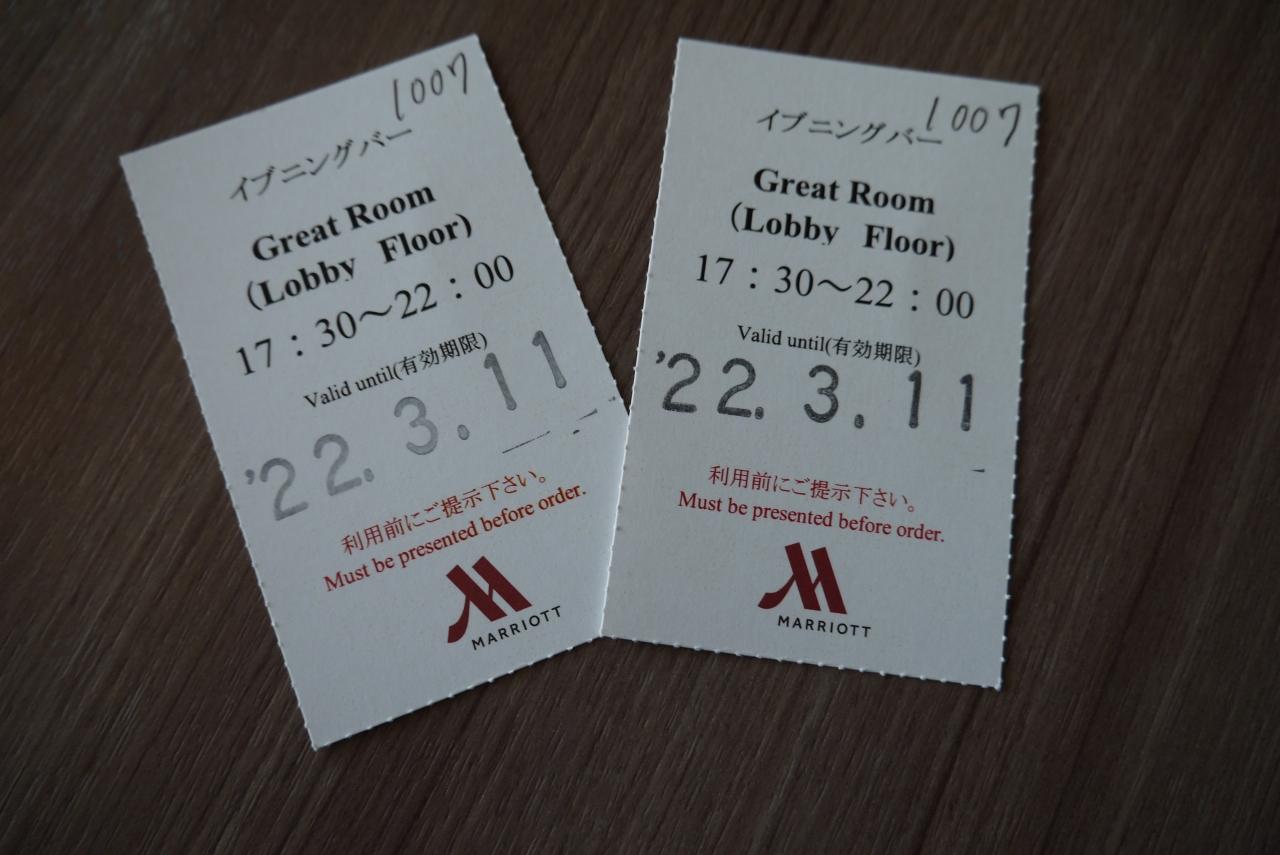 1007
イブニングバー
Great Room
(Lobby Floor)
17：30～22：00
Valid until(有効期限)
'22. 3. 11
利用前にご提示下さい。
Must be presented before order.
MARRIOTT
1007
イブニングバー
Great Room
(Lobby Floor)
17：30～22：00
Valid until(有効期限)
'22. 3. 11
利用前にご提示下さい。
Must be presented before order.
MARRIOTT